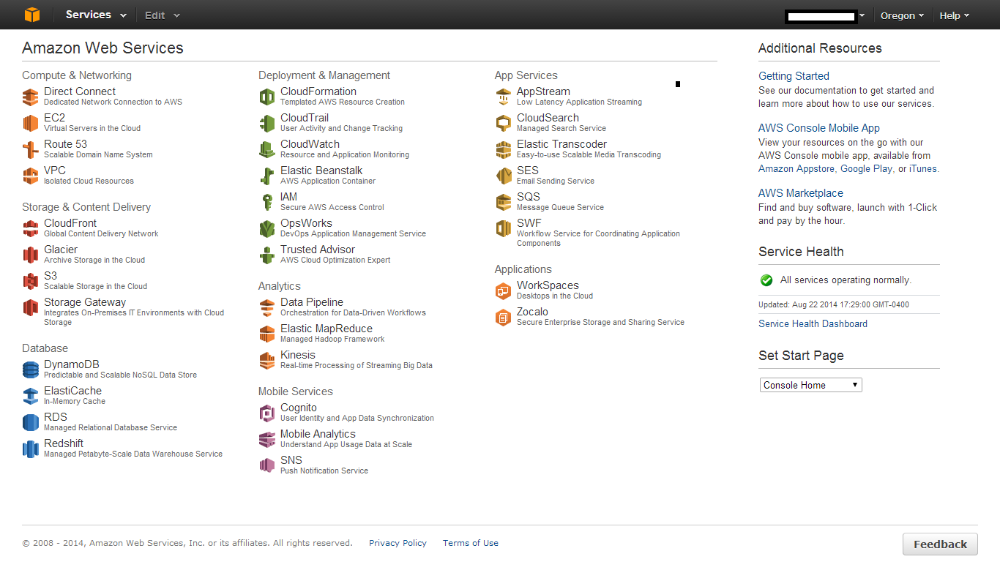 Services
Edit
Oregon
Help
Amazon Web Services
Compute & Networking
Direct Connect
Dedicated Network Connection to AWS
EC2
Virtual Servers in the Cloud
Route 53
Scalable Domain Name System
VPC
Isolated Cloud Resources
Storage & Content Delivery
CloudFront
Global Content Delivery Network
Glacier
Archive Storage in the Cloud
S3
Scalable Storage in the Cloud
Storage Gateway
Integrates On-Premises IT Environments with Cloud
Storage
Database
DynamoDB
Predictable and Scalable NoSQL Data Store
ElastiCache
In-Memory Cache
RDS
Managed Relational Database Service
Redshift
Managed Petabyte-Scale Data Warehouse Service
Deployment & Management
CloudFormation
Templated AWS Resource Creation
CloudTrail
User Activity and Change Tracking
CloudWatch
Resource and Application Monitoring
Elastic Beanstalk
AWS Application Container
IAM
Secure AWS Access Control
OpsWorks
DevOps Application Management Service
Trusted Advisor
AWS Cloud Optimization Expert
Analytics
Data Pipeline
Orchestration for Data-Driven Workflows
Elastic MapReduce
Managed Hadoop Framework
Kinesis
Real-time Processing of Streaming Big Data
Mobile Services
Cognito
User Identity and App Data Synchronization
Mobile Analytics
Understand App Usage Data at Scale
SNS
Push Notification Service
App Services
AppStream
Low Latency Application Streaming
CloudSearch
Managed Search Service
Elastic Transcoder
Easy-to-use Scalable Media Transcoding
SES
Email Sending Service
SQS
Message Queue Service
SWF
Workflow Service for Coordinating Application
Components
Applications
WorkSpaces
Desktops in the Cloud
Zocalo
Secure Enterprise Storage and Sharing Service
Additional Resources
Getting Started
See our documentation to get started and
learn more about how to use our services.
AWS Console Mobile App
View your resources on the go with our
AWS Console mobile app, available from
Amazon Appstore, Google Play, or iTunes.
AWS Marketplace
Find and buy software, launch with 1-Click
and pay by the hour.
Service Health
All services operating normally.
Updated: Aug 22 2014 17:29:00 GMT-0400
Service Health Dashboard
Set Start Page
Console Home
© 2008 - 2014, Amazon Web Services, Inc. or its affiliates. All rights reserved.
Privacy Policy
Terms of Use
Feedback